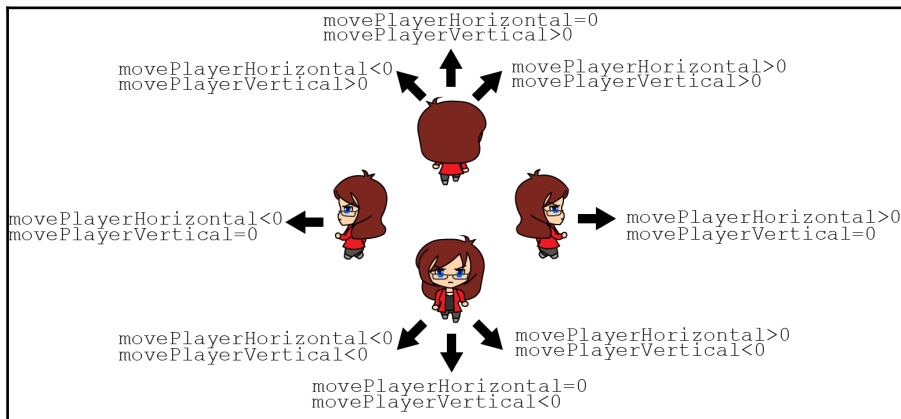 movePlayerHorizontal=0
movePlayerVertical>0
movePlayerHorizontal<0
movePlayerVertical>0
movePlayerHorizontal>0
movePlayerVertical>0
movePlayerHorizontal<0
movePlayerVertical=0
movePlayerHorizontal>0
movePlayerVertical=0
movePlayerHorizontal<0
movePlayerVertical<0
movePlayerHorizontal>0
movePlayerVertical<0
movePlayerHorizontal=0
movePlayerVertical<0